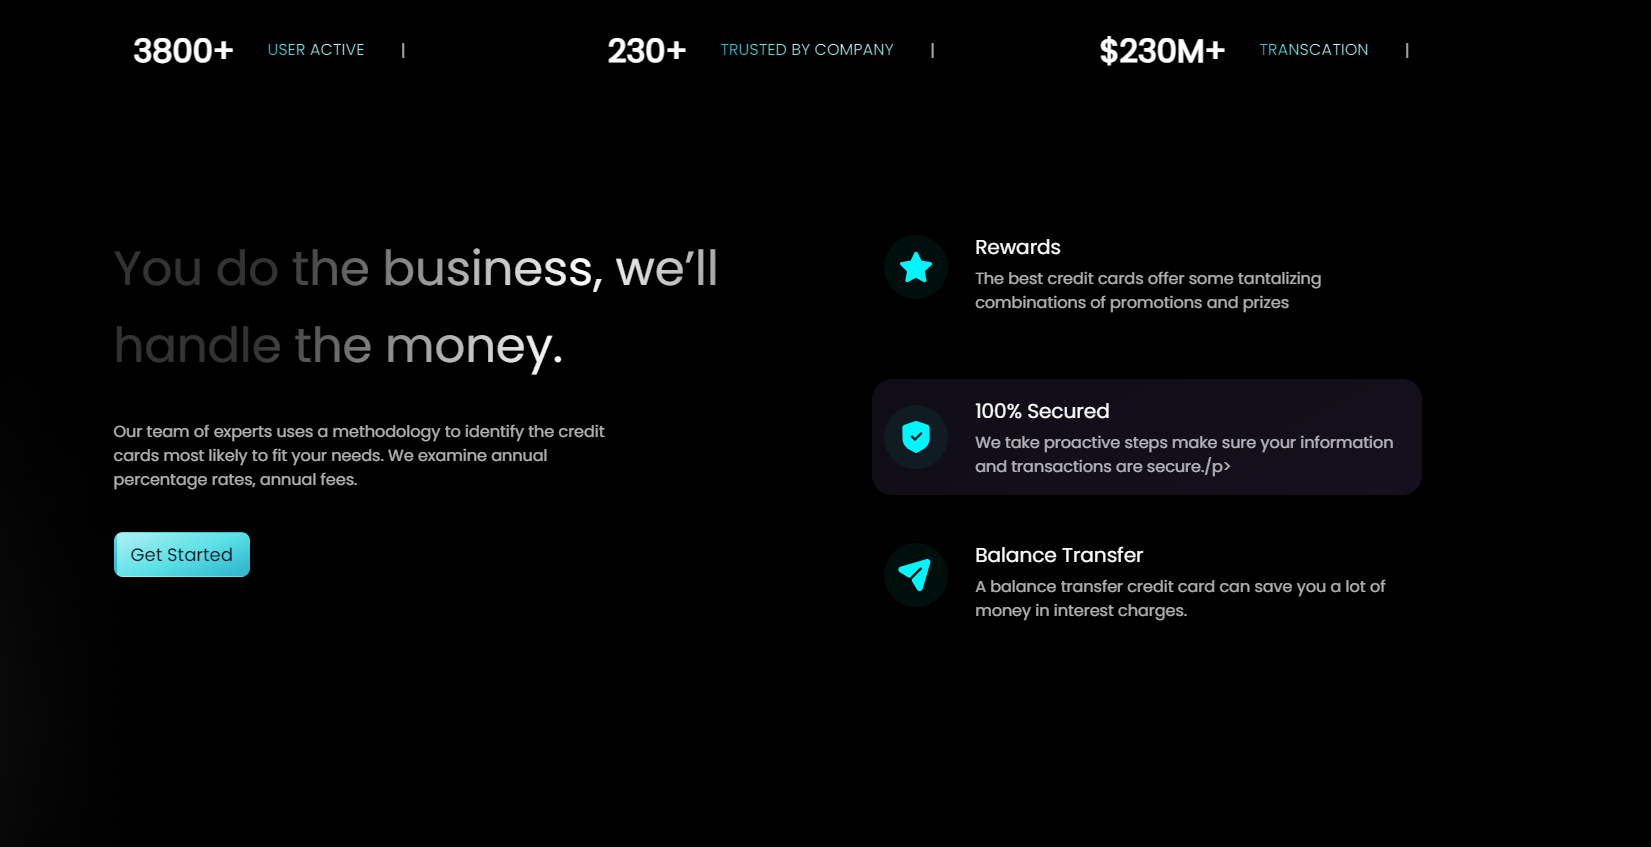 3800+ USER ACTIVE | 230+ TRUSTED BY COMPANY | $230M+ TRANSCATION |
You do the business, we’ll
handle the money.
Our team of experts uses a methodology to identify the credit
cards most likely to fit your needs. We examine annual
percentage rates, annual fees.
Get Started
Rewards
The best credit cards offer some tantalizing
combinations of promotions and prizes
100% Secured
We take proactive steps make sure your information
and transactions are secure./p>
Balance Transfer
A balance transfer credit card can save you a lot of
money in interest charges.